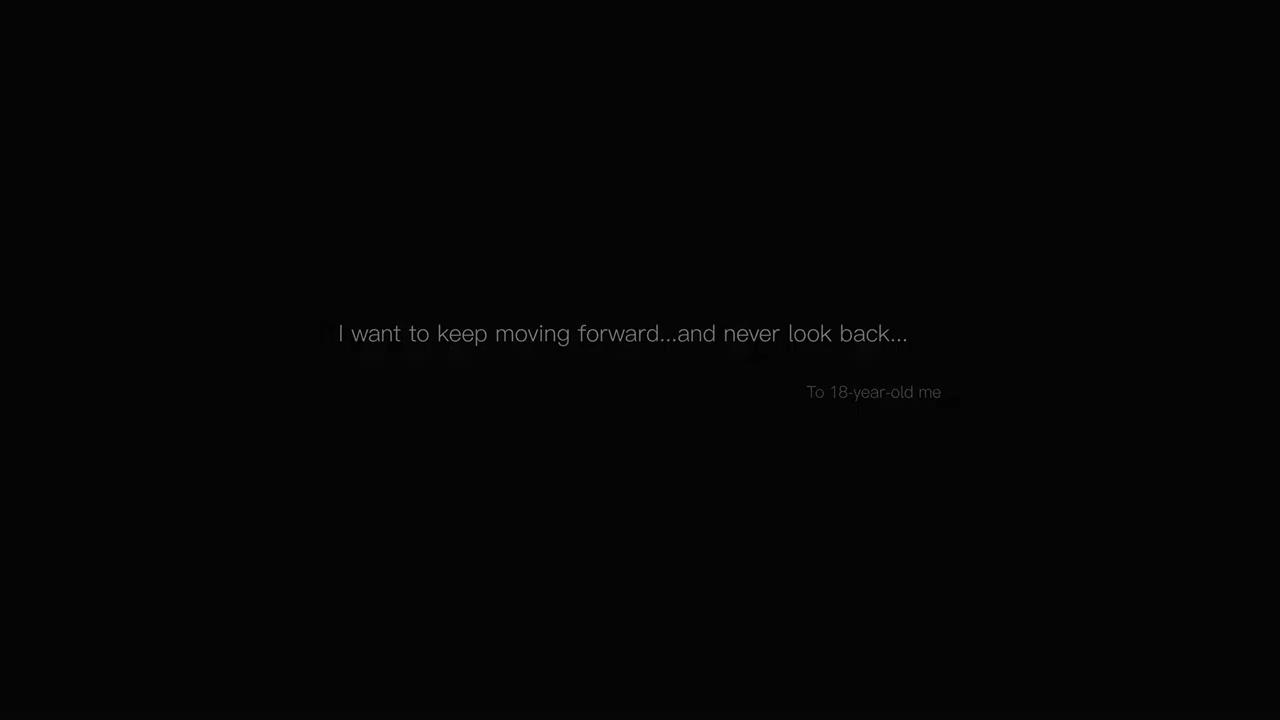 I want to keep moving forward...and never look back...
To 18-year-old me